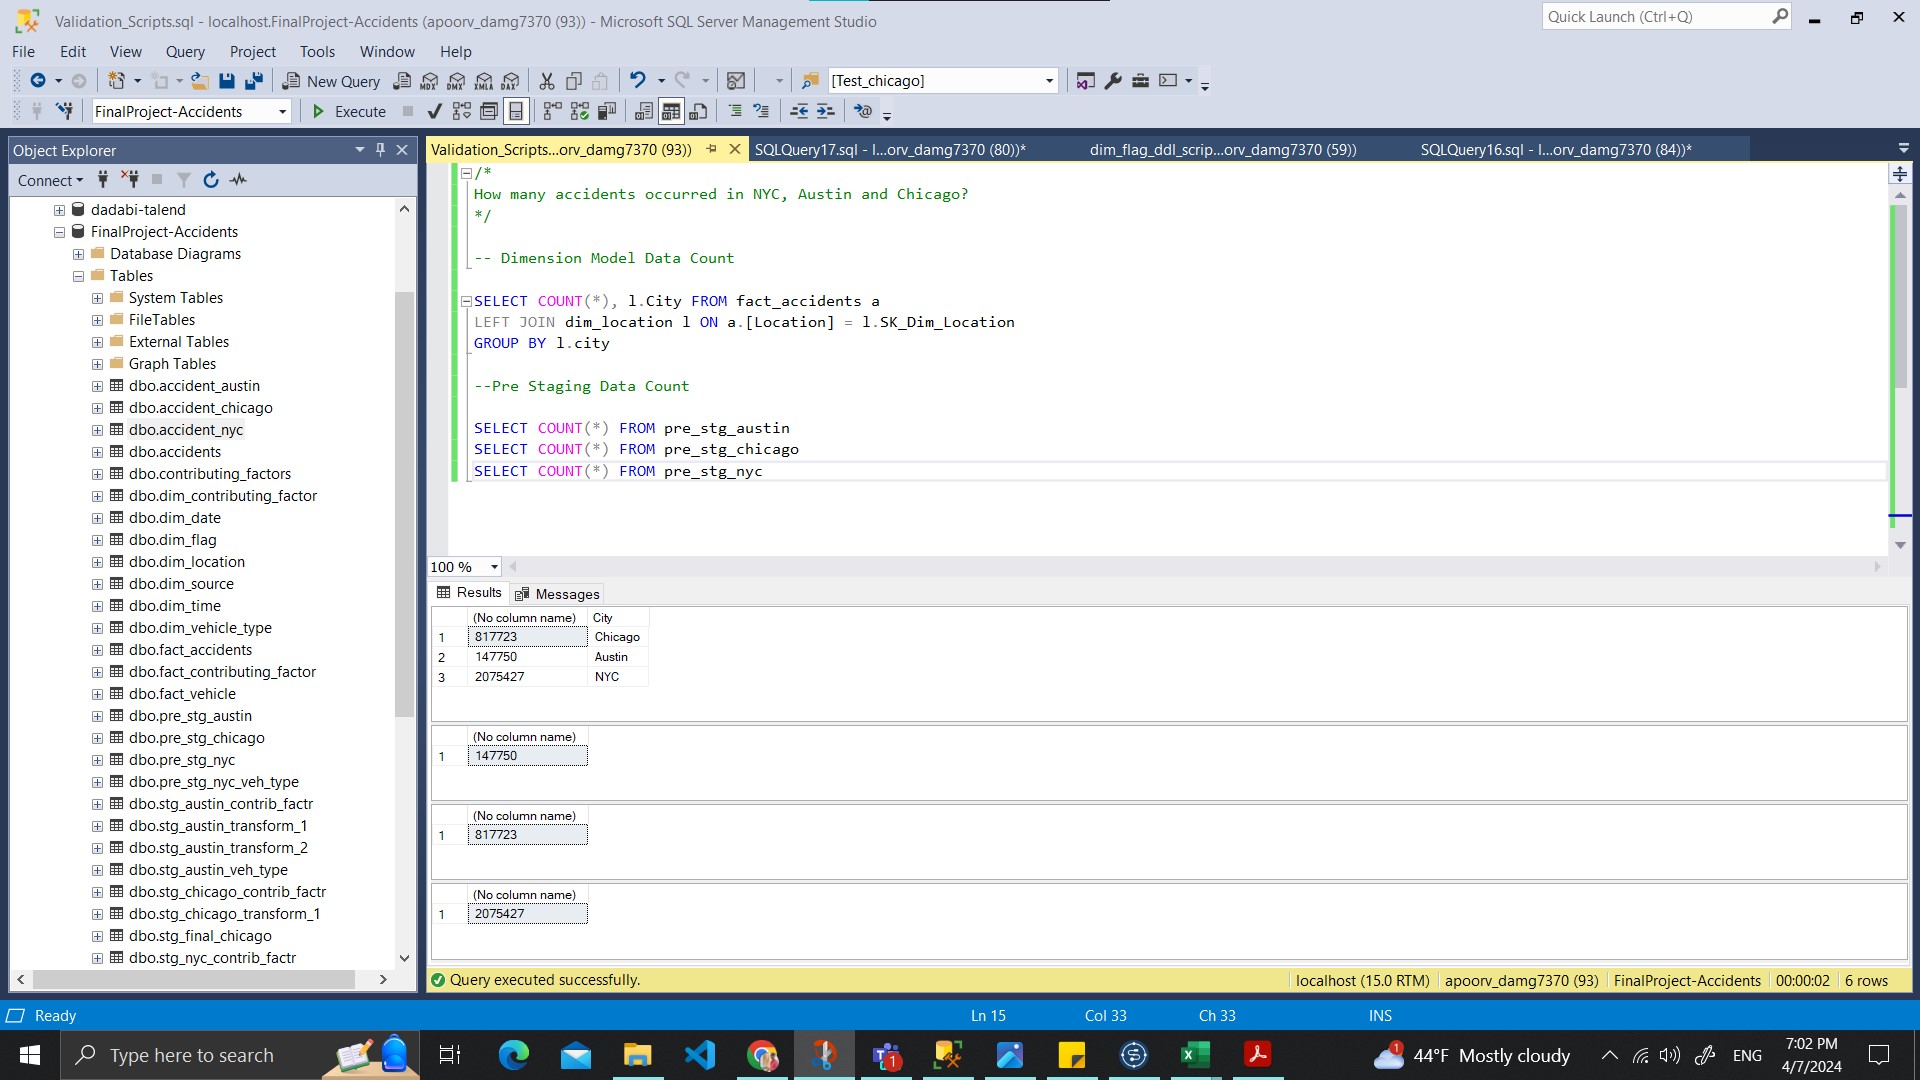 Validation_Scripts.sql - localhost.FinalProject-Accidents (apoorv_damg7370 (93)) - Microsoft SQL Server Management Studio
Quick Launch (Ctrl+Q)
File Edit View Query Project Tools Window Help
New Query
MDX DMX XMLA DAX
[Test_chicago]
FinalProject-Accidents
Execute
Object Explorer
Validation_Scripts...orv_damg7370 (93)) SQLQuery17.sql - l...orv_damg7370 (80))* dim_flag_ddl_scrip...orv_damg7370 (59)) SQLQuery16.sql - l...orv_damg7370 (84))*
Connect
dadabi-talend
FinalProject-Accidents
Database Diagrams
Tables
System Tables
FileTables
External Tables
Graph Tables
dbo.accident_austin
dbo.accident_chicago
dbo.accident_nyc
dbo.accidents
dbo.contributing_factors
dbo.dim_contributing_factor
dbo.dim_date
dbo.dim_flag
dbo.dim_location
dbo.dim_source
dbo.dim_time
dbo.dim_vehicle_type
dbo.fact_accidents
dbo.fact_contributing_factor
dbo.fact_vehicle
dbo.pre_stg_austin
dbo.pre_stg_chicago
dbo.pre_stg_nyc
dbo.pre_stg_nyc_veh_type
dbo.stg_austin_contrib_factr
dbo.stg_austin_transform_1
dbo.stg_austin_transform_2
dbo.stg_austin_veh_type
dbo.stg_chicago_contrib_factr
dbo.stg_chicago_transform_1
dbo.stg_final_chicago
dbo.stg_nyc_contrib_factr
/*
How many accidents occurred in NYC, Austin and Chicago?
*/
-- Dimension Model Data Count
SELECT COUNT(*), l.City FROM fact_accidents a
LEFT JOIN dim_location l ON a.[Location] = l.SK_Dim_Location
GROUP BY l.city
--Pre Staging Data Count
SELECT COUNT(*) FROM pre_stg_austin
SELECT COUNT(*) FROM pre_stg_chicago
SELECT COUNT(*) FROM pre_stg_nyc
100 %
Results Messages
(No column name) City
1 817723 Chicago
2 147750 Austin
3 2075427 NYC
(No column name)
1 147750
(No column name)
1 817723
(No column name)
1 2075427
Query executed successfully. localhost (15.0 RTM) apoorv_damg7370 (93) FinalProject-Accidents 00:00:02 6 rows
Ready Ln 15 Col 33 Ch 33 INS
Type here to search
1
1
44°F Mostly cloudy
ENG
7:02 PM
4/7/2024